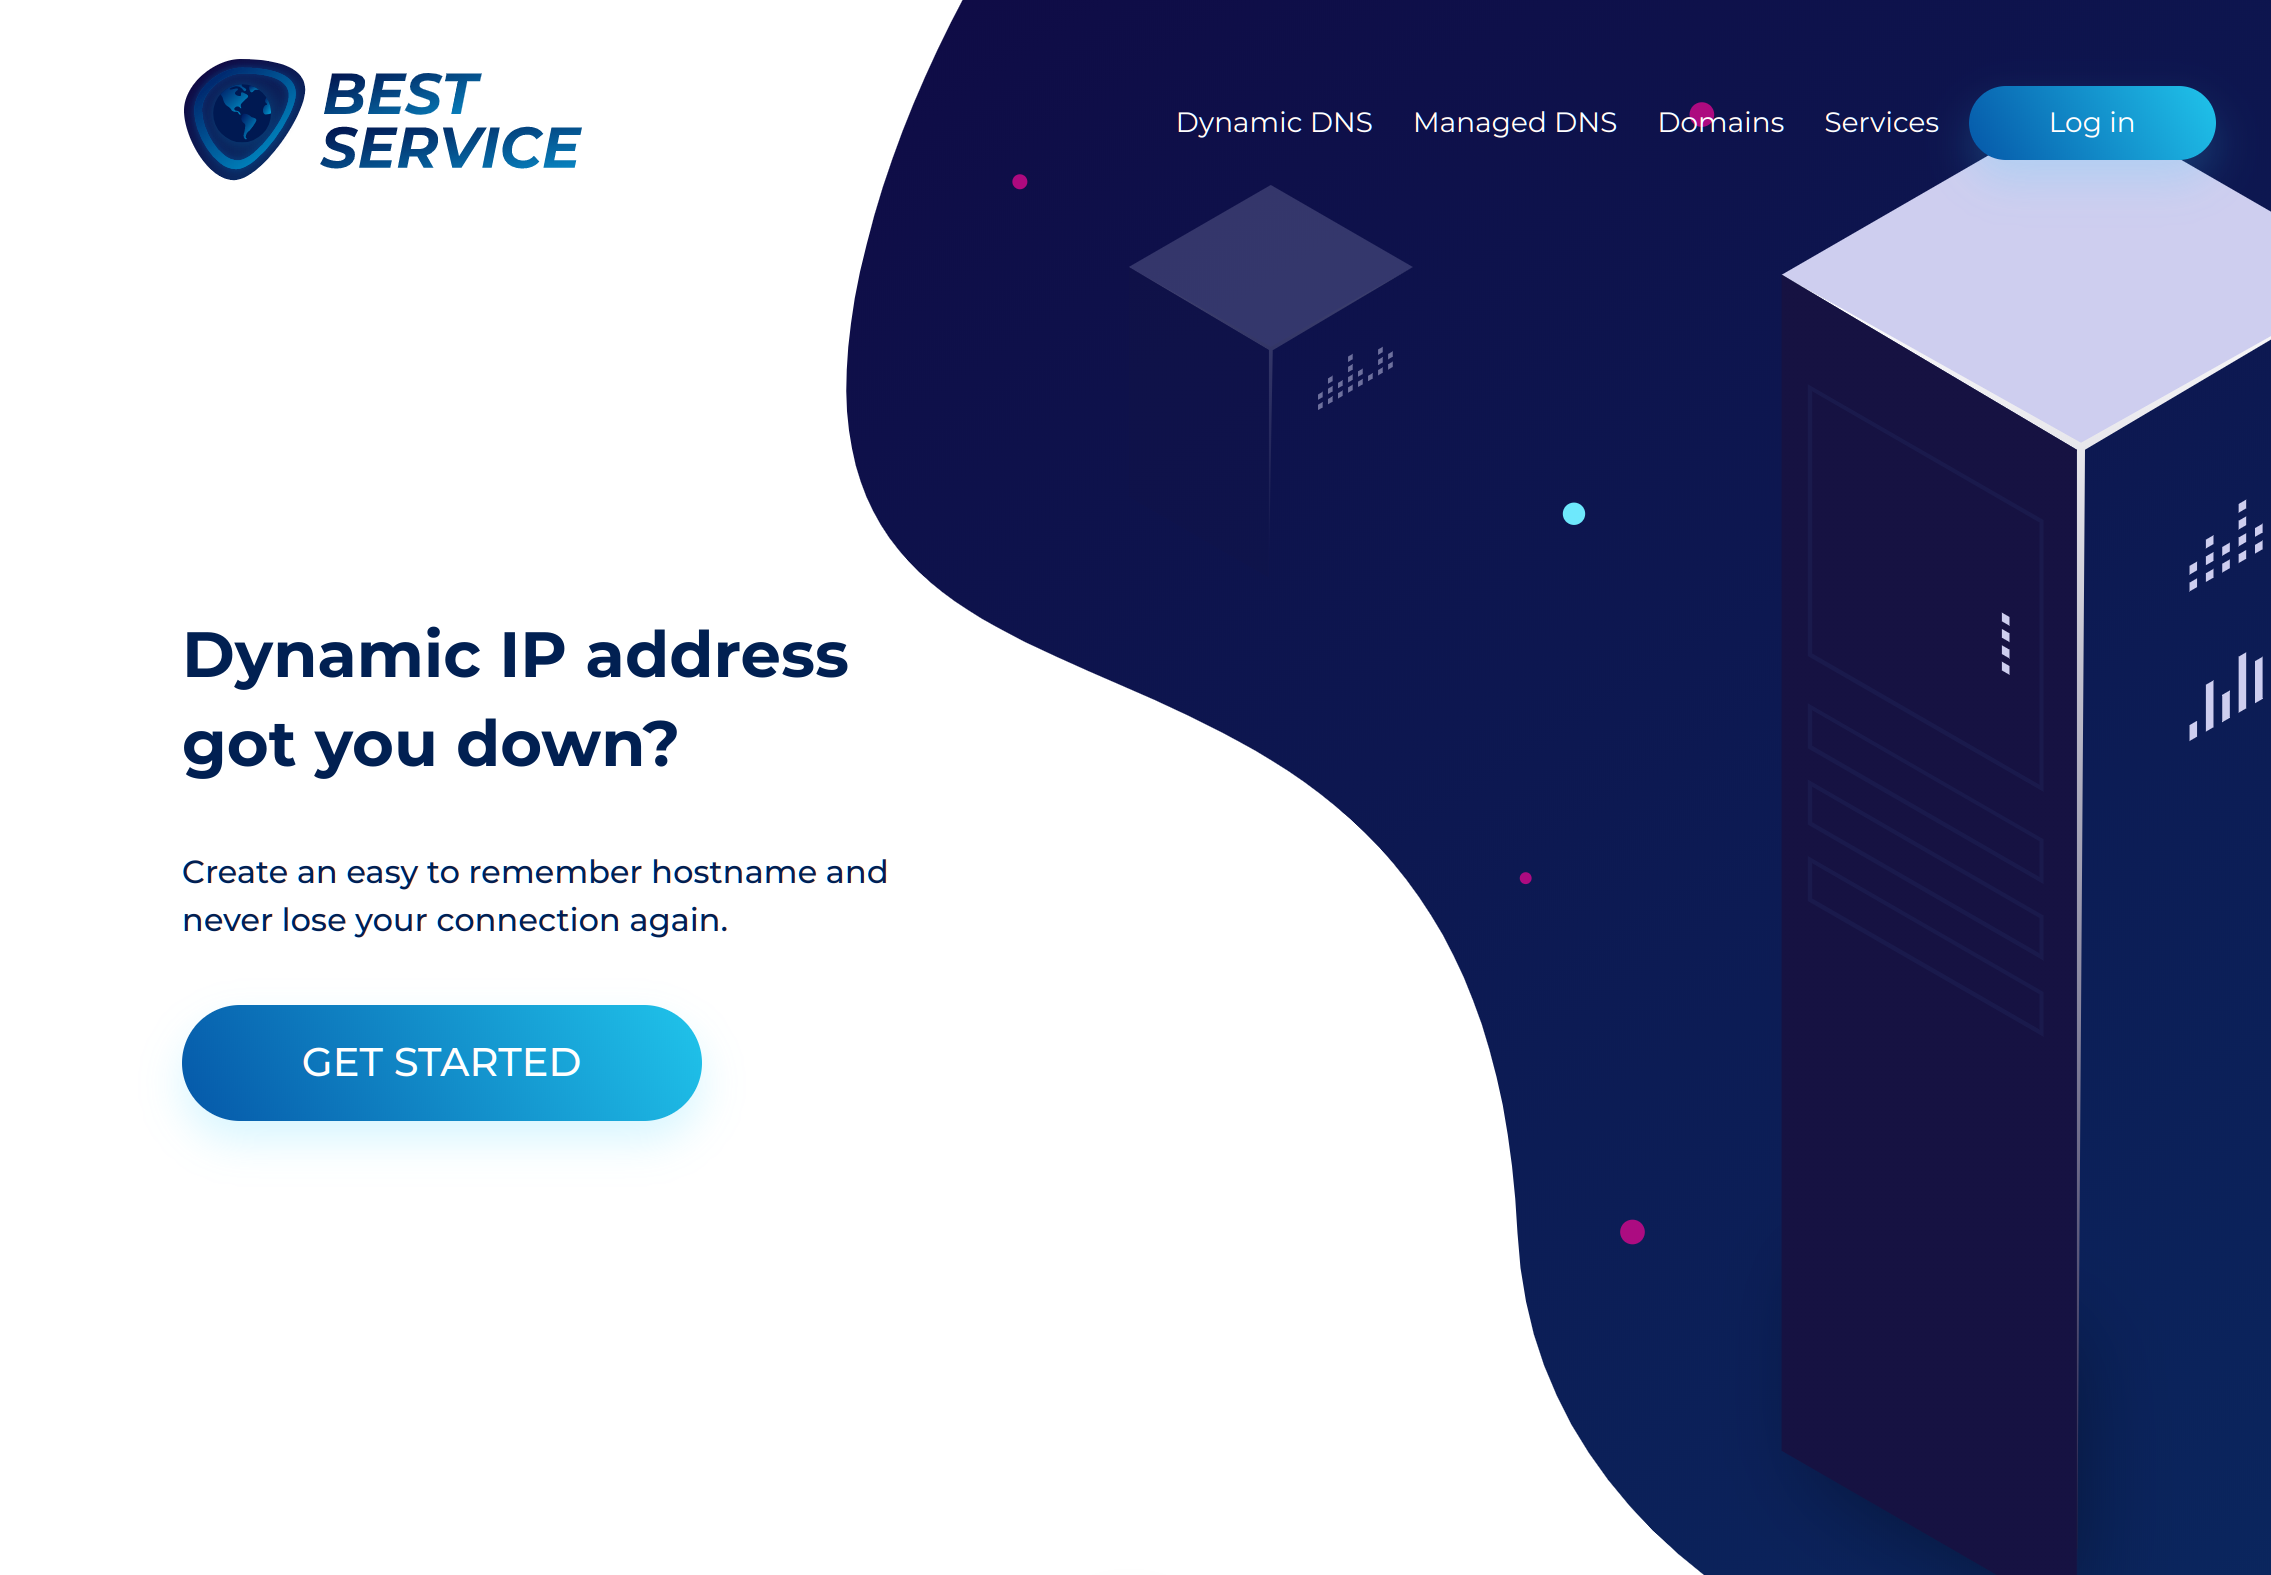 BEST
SERVICE
Dynamic DNS Managed DNS Domains Services Log in
Dynamic IP address
got you down?
Create an easy to remember hostname and
never lose your connection again.
GET STARTED